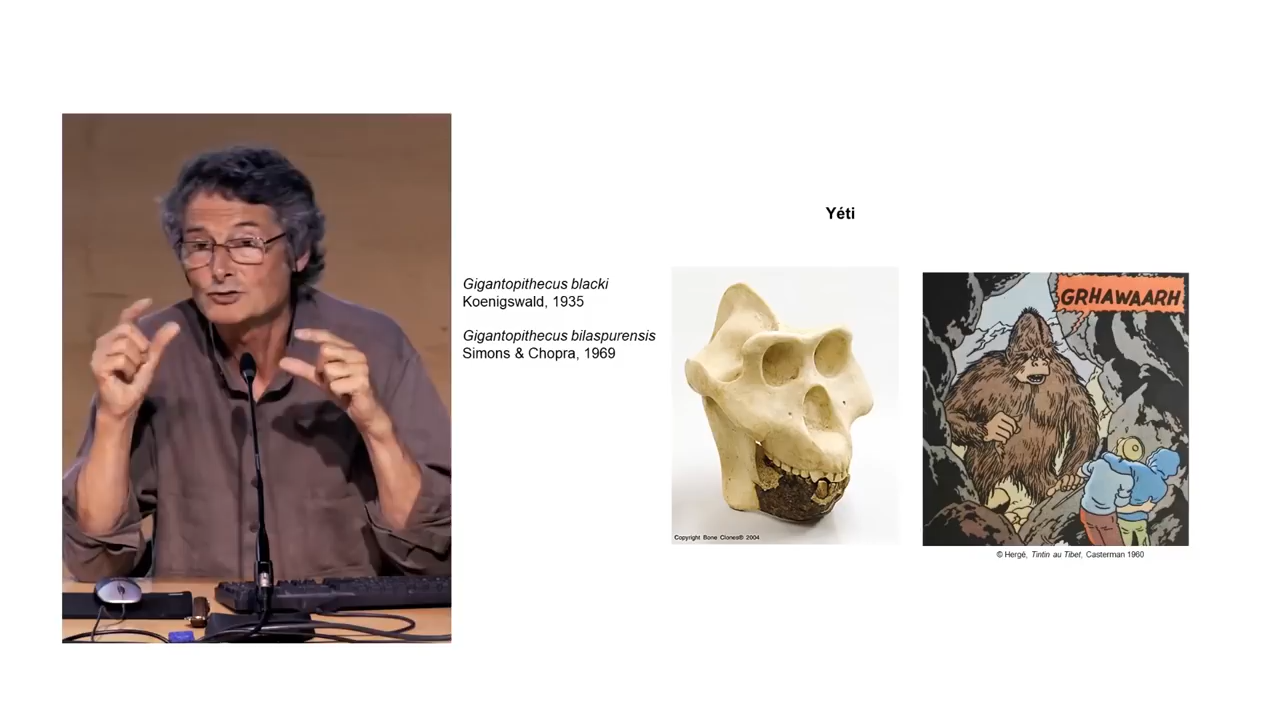 Yéti
Gigantopithecus blacki
Koenigswald, 1935
Gigantopithecus bilaspurensis
Simons & Chopra, 1969
GRHAWAARH
Copyright Bone Clones® 2004
© Hergé, Tintin au Tibet, Casterman 1960